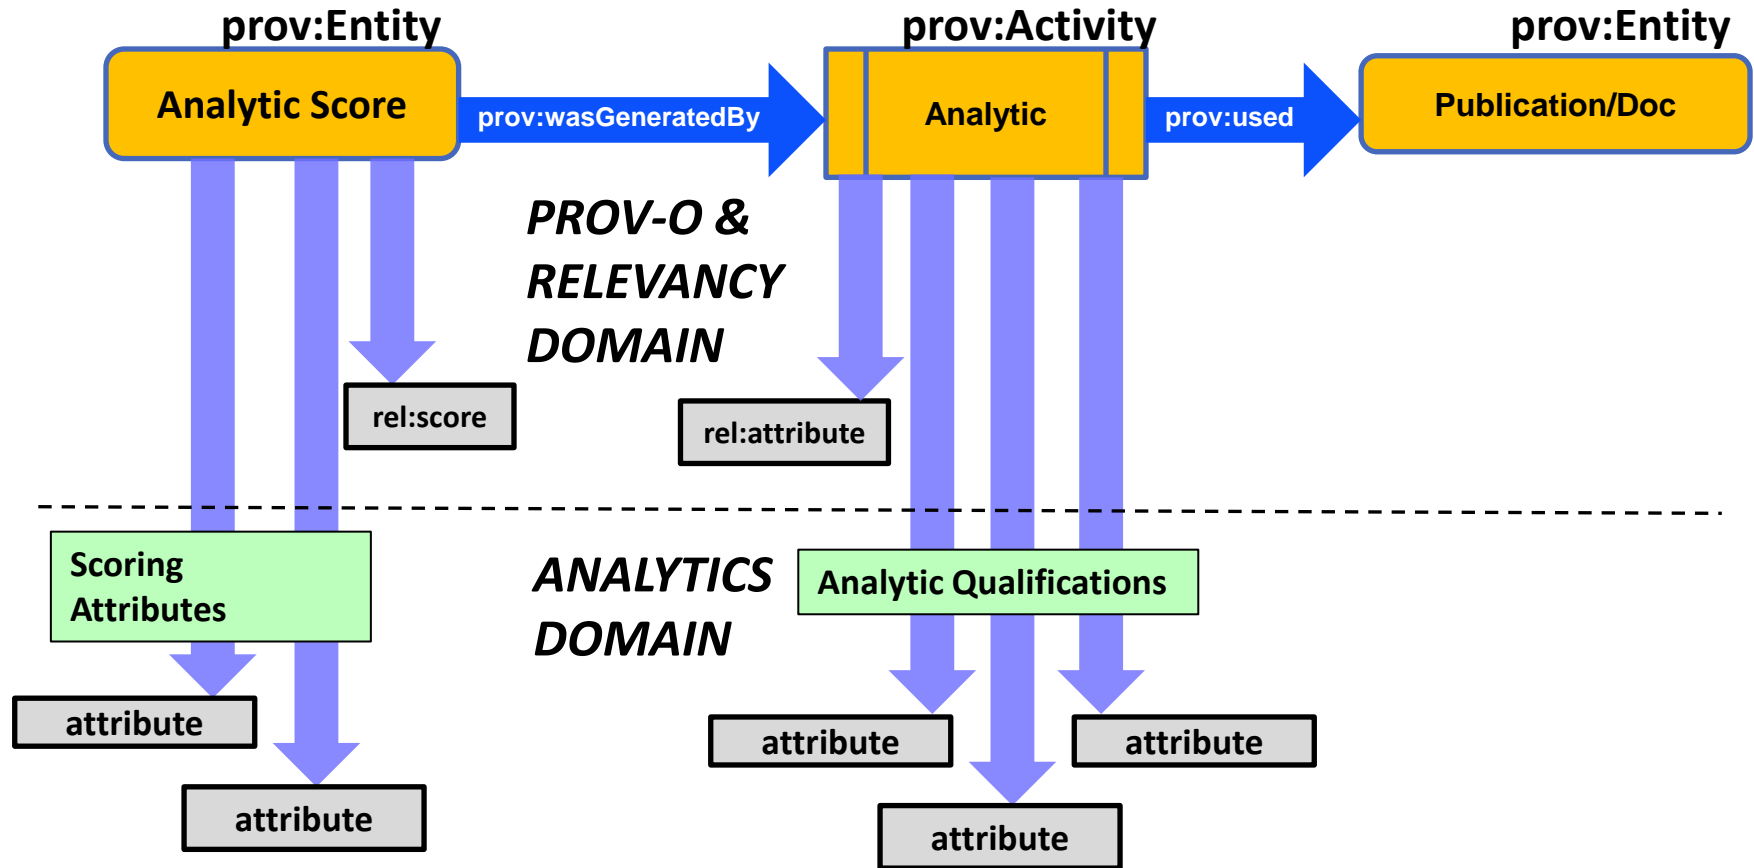 prov:Entity
prov:Activity
prov:Entity
Analytic Score
prov:wasGeneratedBy
Analytic
prov:used
Publication/Doc
PROV-O &
RELEVANCY
DOMAIN
rel:score
rel:attribute
Scoring
Attributes
ANALYTICS
DOMAIN
Analytic Qualifications
attribute
attribute
attribute
attribute
attribute